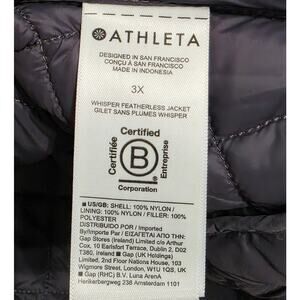 ATHLETA
DESIGNED IN SAN FRANCISCO
CONÇU À SAN FRANCISCO
MADE IN INDONESIA
3X
WHISPER FEATHERLESS JACKET
GILET SANS PLUMES WHISPER
Certified
Certifiée
B
Entreprise
Corporation
US/GB: SHELL: 100% NYLON /
LINING: 100% NYLON / FILLER: 100%
POLYESTER
DISTRIBUIDO POR / Imported
By/Importe Par / ΕΙΣΑΓΕΤΑΙ ΑΠΟ ΤΗΝ:
Gap Stores (Ireland) Limited c/o Arthur
Cox, 10 Earlsfort Terrace, Dublin 2, D02
T380, Ireland Gap (UK Holdings)
Limited, 2nd Floor Nations House, 103
Wigmore Street, London, W1U 1QS, UK
Gap (RHC) B.V. Luna ArenA
Herikerbergweg 238 Amsterdam 1101